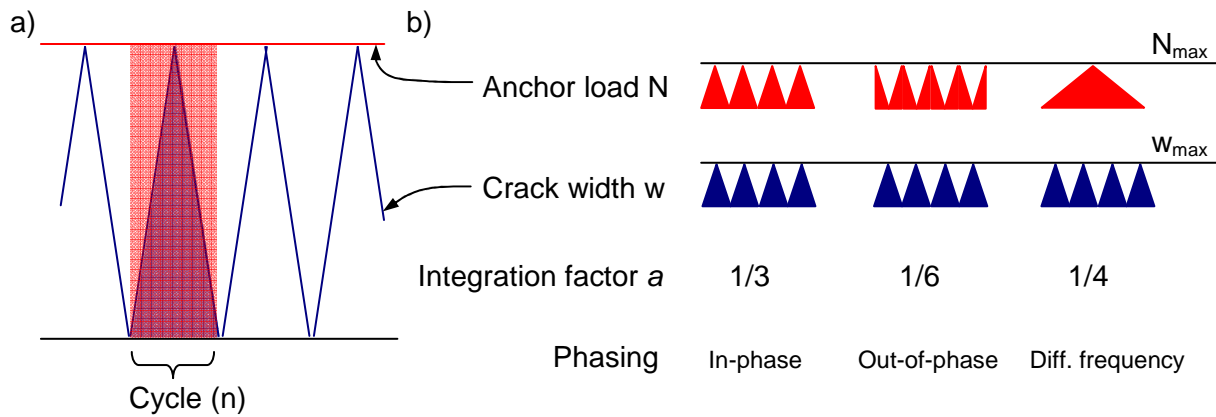 a)
b)
Nmax
Anchor load N
wmax
Crack width w
Integration factor a 1/3 1/6 1/4
Phasing In-phase Out-of-phase Diff. frequency
Cycle (n)